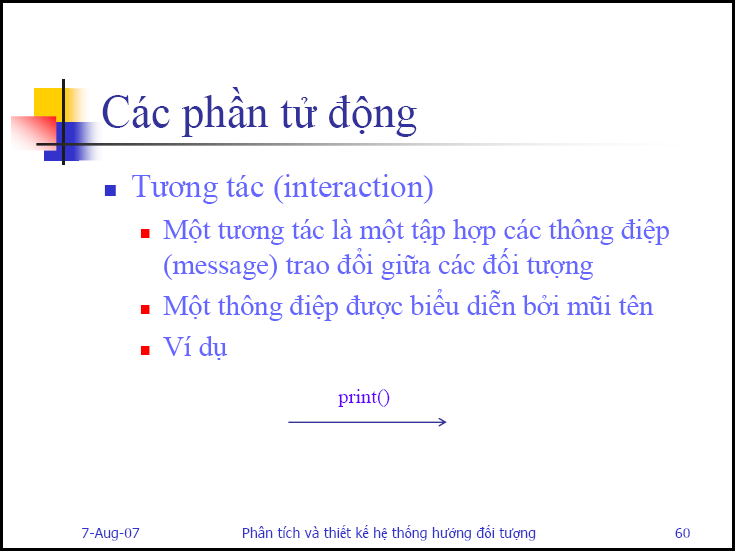 Các phần tử động
Tương tác (interaction)
Một tương tác là một tập hợp các thông điệp
(message) trao đổi giữa các đối tượng
Một thông điệp được biểu diễn bởi mũi tên
Ví dụ
print()
7-Aug-07
Phân tích và thiết kế hệ thống hướng đối tượng
60